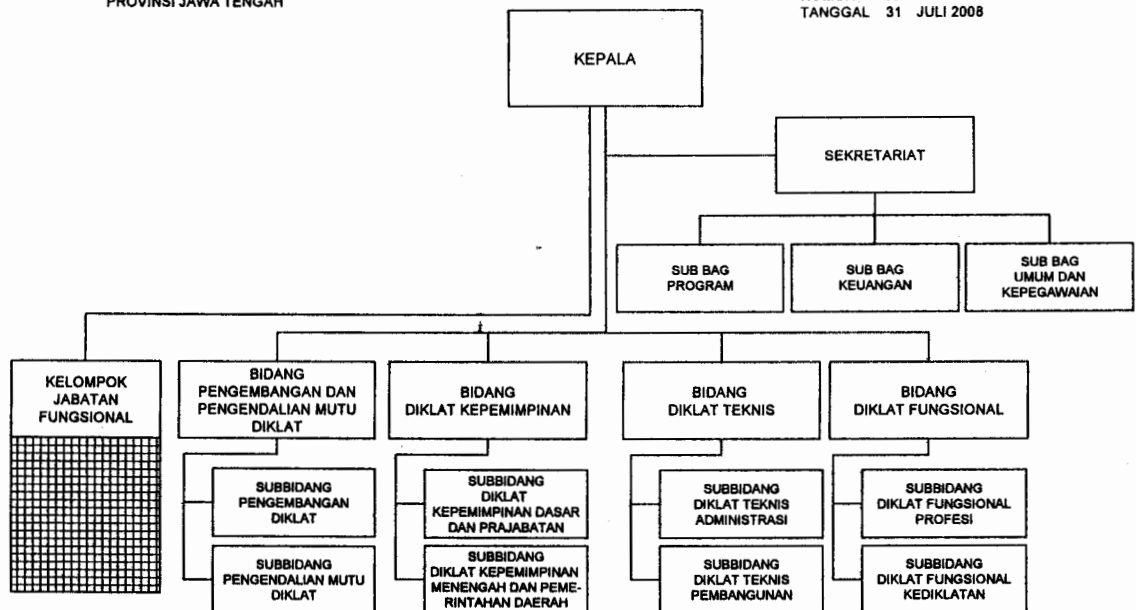 PROVINSI JAWA TENGAH
TANGGAL 31 JULI 2008
KEPALA
SEKRETARIAT
SUB BAG
PROGRAM
SUB BAG
KEUANGAN
SUB BAG
UMUM DAN
KEPEGAWAIAN
KELOMPOK
JABATAN
FUNGSIONAL
BIDANG
PENGEMBANGAN DAN
PENGENDALIAN MUTU
DIKLAT
BIDANG
DIKLAT KEPEMIMPINAN
BIDANG
DIKLAT TEKNIS
BIDANG
DIKLAT FUNGSIONAL
SUBBIDANG
PENGEMBANGAN
DIKLAT
SUBBIDANG
DIKLAT
KEPEMIMPINAN DASAR
DAN PRAJABATAN
SUBBIDANG
DIKLAT TEKNIS
ADMINISTRASI
SUBBIDANG
DIKLAT FUNGSIONAL
PROFESI
SUBBIDANG
PENGENDALIAN MUTU
DIKLAT
SUBBIDANG
DIKLAT KEPEMIMPINAN
MENENGAH DAN PEME-
RINTAHAN DAERAH
SUBBIDANG
DIKLAT TEKNIS
PEMBANGUNAN
SUBBIDANG
DIKLAT FUNGSIONAL
KEDIKLATAN